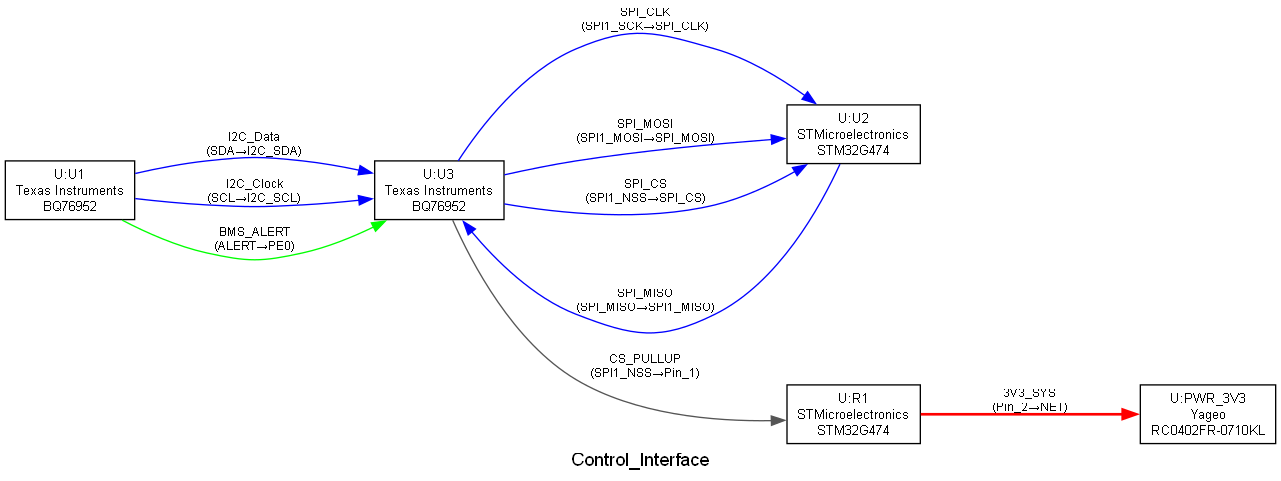 SPI_CLK
(SPI1_SCK→SPI_CLK)
U:U2
STMicroelectronics
STM32G474
SPI_MOSI
(SPI1_MOSI→SPI_MOSI)
I2C_Data
(SDA→I2C_SDA)
U:U1
Texas Instruments
BQ76952
I2C_Clock
(SCL→I2C_SCL)
U:U3
Texas Instruments
BQ76952
SPI_CS
(SPI1_NSS→SPI_CS)
BMS_ALERT
(ALERT→PE0)
SPI_MISO
(SPI_MISO→SPI1_MISO)
CS_PULLUP
(SPI1_NSS→Pin_1)
U:R1
STMicroelectronics
STM32G474
3V3_SYS
(Pin_2→NET)
U:PWR_3V3
Yageo
RC0402FR-0710KL
Control_Interface